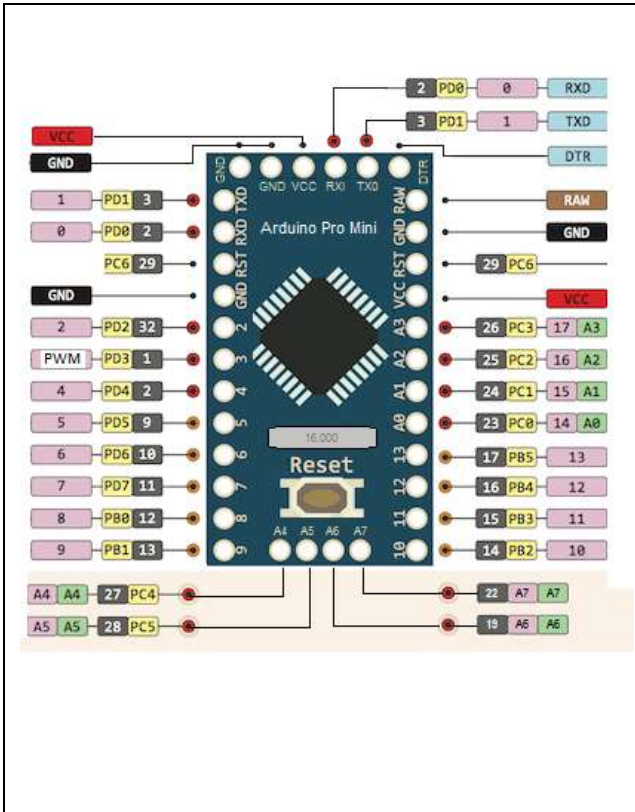 2 PD0 0 RXD
3 PD1 1 TXD
VCC
GND
DTR
GND GND VCC RXI TX0 DTR
1 PD1 3 TXD
RAW RAW
0 PD0 2 RXD
Arduino Pro Mini
GND GND
PC6 29 RST
RST 29 PC6
GND GND
VCC VCC
2 PD2 32 2
A3 26 PC3 17 A3
PWM PD3 1 3
A2 25 PC2 16 A2
4 PD4 2 4
A1 24 PC1 15 A1
5 PD5 9 5
A0 23 PC0 14 A0
16.000
6 PD6 10 6
13 17 PB5 13
Reset
7 PD7 11 7
12 16 PB4 12
8 PB0 12 8
11 15 PB3 11
A4 A5 A6 A7
9 PB1 13 9
10 14 PB2 10
A4 A4 27 PC4
22 A7 A7
A5 A5 28 PC5
19 A6 A6